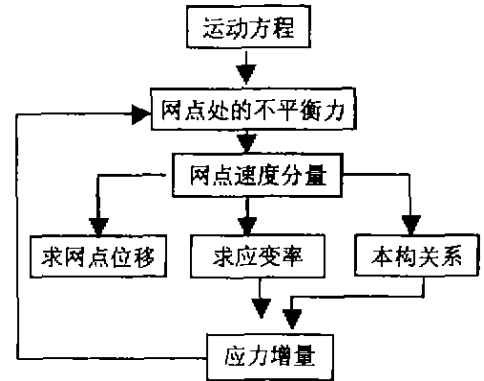 运动方程
网点处的不平衡力
网点速度分量
求网点位移
求应变率
本构关系
应力增量